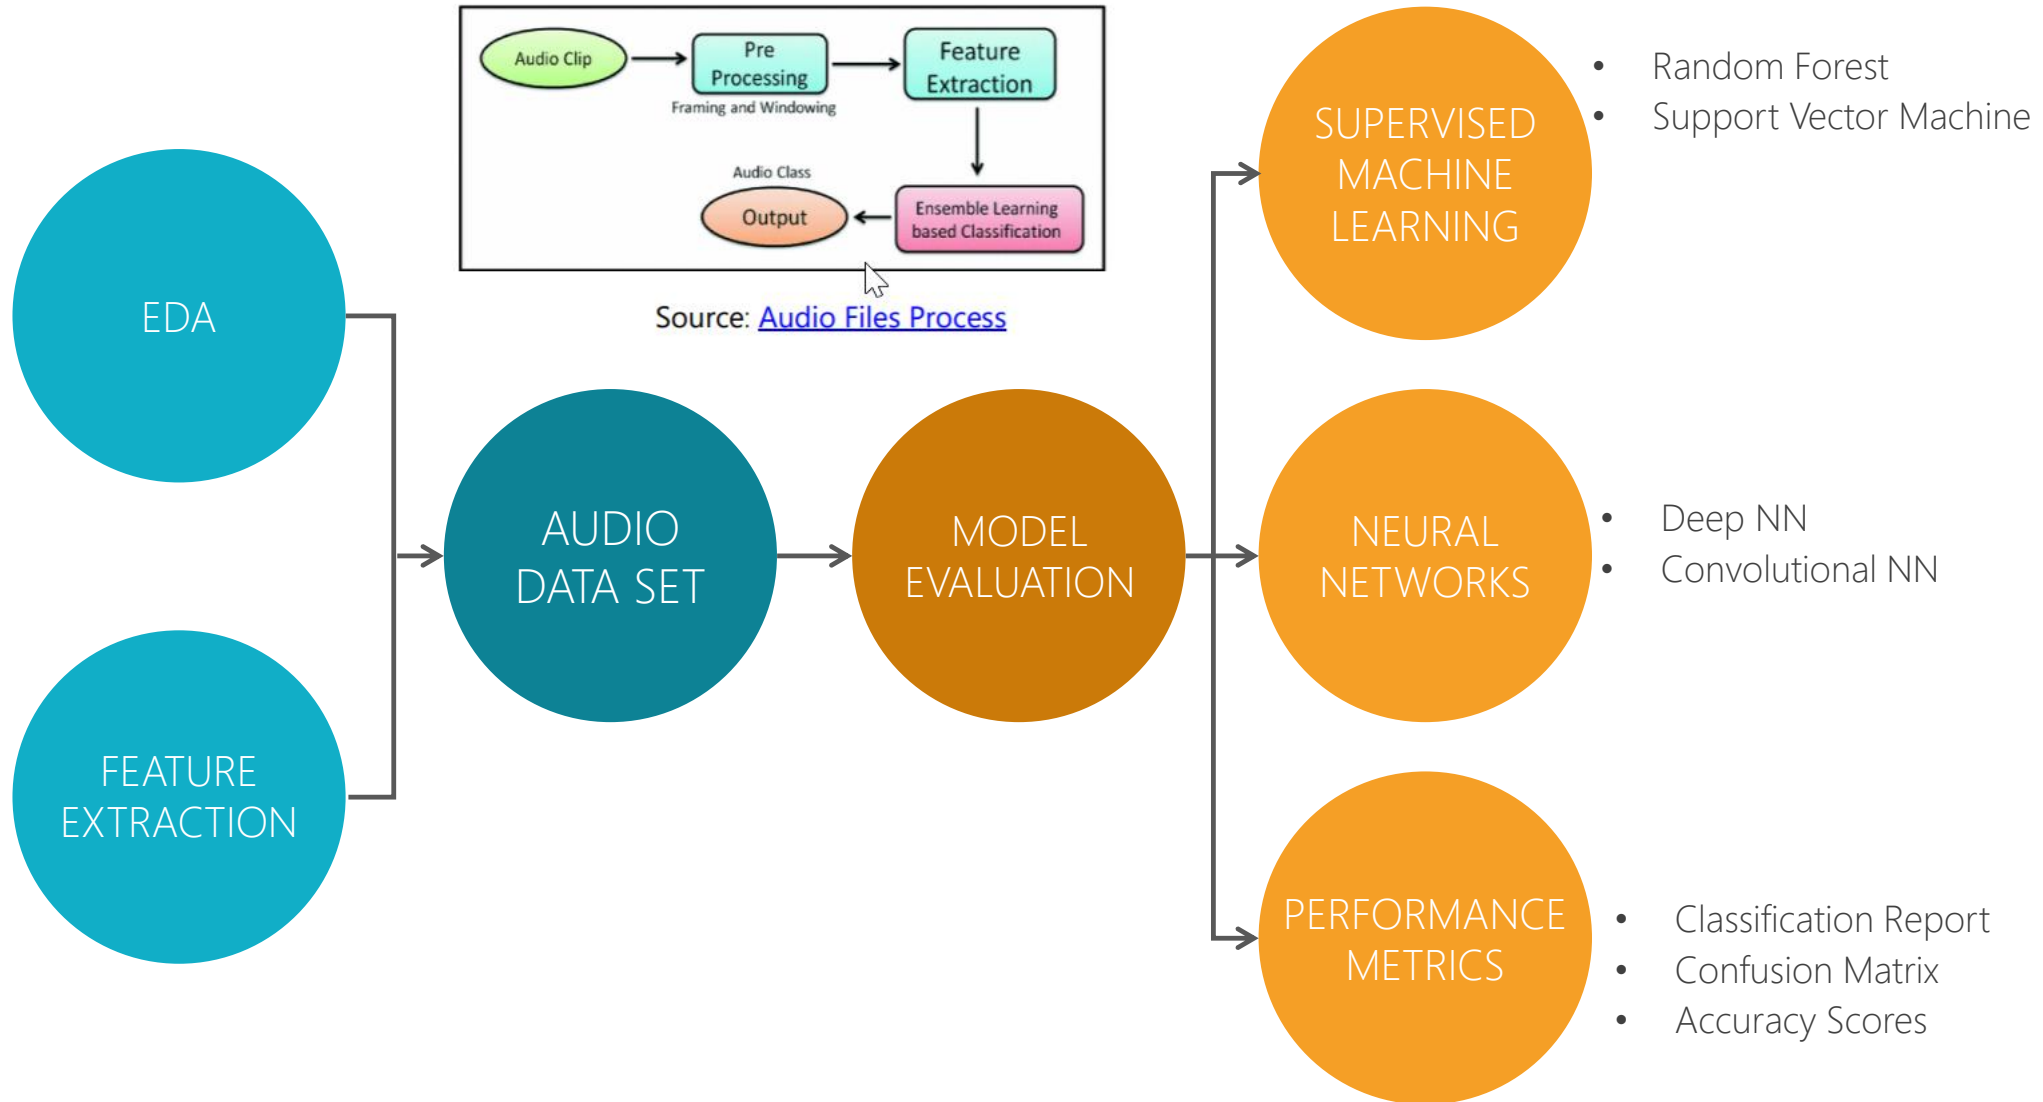 Audio Clip
Pre
Processing
Framing and Windowing
Feature
Extraction
Audio Class
Output
Ensemble Learning
based Classification
Source: Audio Files Process
EDA
FEATURE
EXTRACTION
AUDIO
DATA SET
MODEL
EVALUATION
SUPERVISED
MACHINE
LEARNING
• Random Forest
• Support Vector Machine
NEURAL
NETWORKS
• Deep NN
• Convolutional NN
PERFORMANCE
METRICS
• Classification Report
• Confusion Matrix
• Accuracy Scores